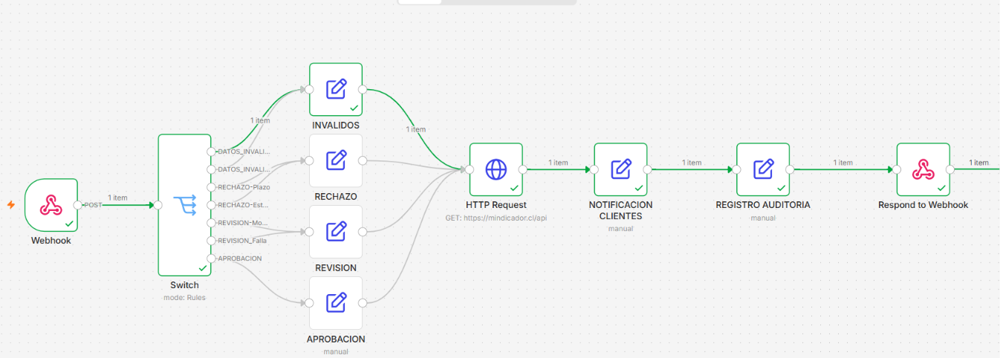 1 item
INVALIDOS
1 item
DATOS_INVALI...
DATOS_INVALI...
RECHAZO-Plazo
RECHAZO-Est...
REVISION-Mo...
REVISION_Falla
APROBACION
POST
1 item
Webhook
Switch
mode: Rules
RECHAZO
REVISION
APROBACION
manual
HTTP Request
GET: https://mindicador.cl/api
1 item
NOTIFICACION
CLIENTES
manual
1 item
REGISTRO AUDITORIA
manual
1 item
Respond to Webhook
1 item